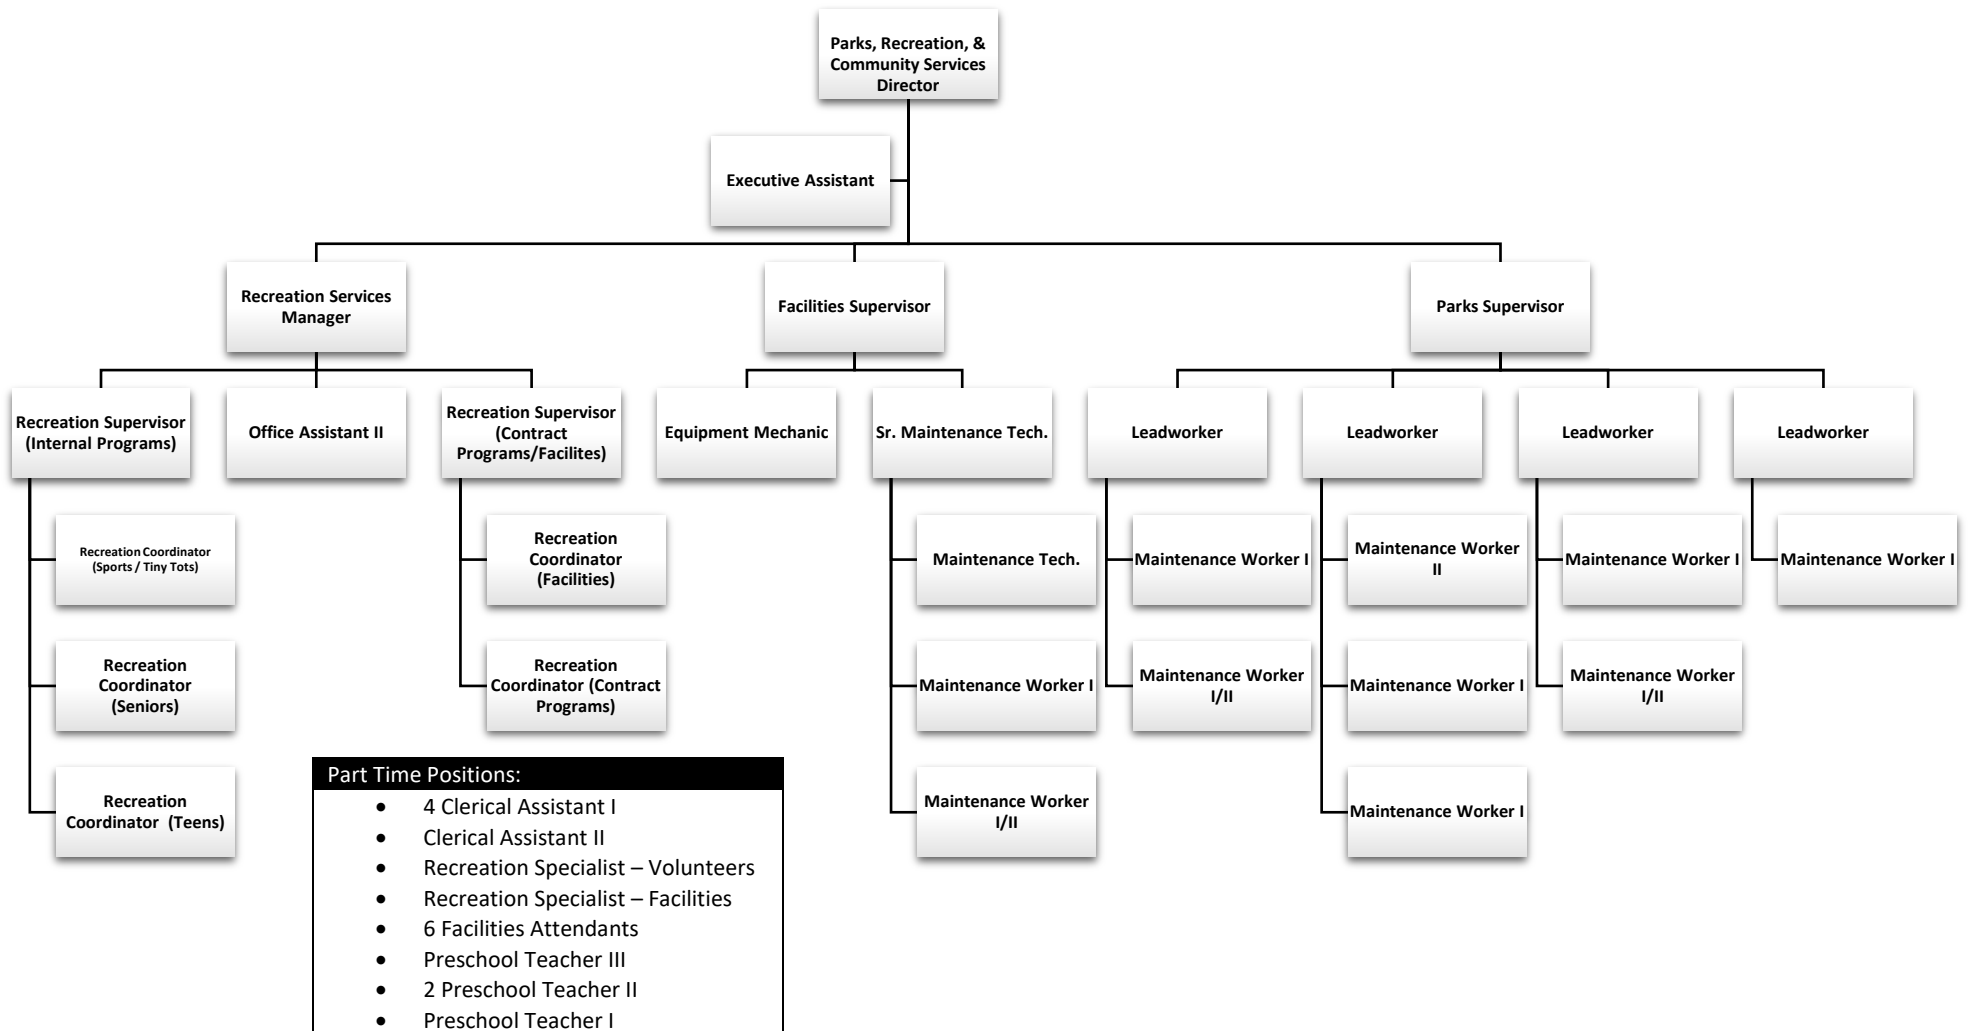 Parks, Recreation, &
Community Services
Director
Executive Assistant
Recreation Services
Manager
Facilities Supervisor
Parks Supervisor
Recreation Supervisor
(Internal Programs)
Office Assistant II
Recreation Supervisor
(Contract
Programs/Facilites)
Equipment Mechanic
Sr. Maintenance Tech.
Leadworker
Leadworker
Leadworker
Leadworker
Recreation Coordinator
(Sports / Tiny Tots)
Recreation
Coordinator
(Seniors)
Recreation
Coordinator (Teens)
Recreation
Coordinator
(Facilities)
Recreation
Coordinator (Contract
Programs)
Maintenance Tech.
Maintenance Worker I
Maintenance Worker
I/II
Maintenance Worker I
Maintenance Worker
I/II
Maintenance Worker
II
Maintenance Worker I
Maintenance Worker I
Maintenance Worker I
Maintenance Worker
I/II
Maintenance Worker I
Part Time Positions:
• 4 Clerical Assistant I
• Clerical Assistant II
• Recreation Specialist – Volunteers
• Recreation Specialist – Facilities
• 6 Facilities Attendants
• Preschool Teacher III
• 2 Preschool Teacher II
• Preschool Teacher I